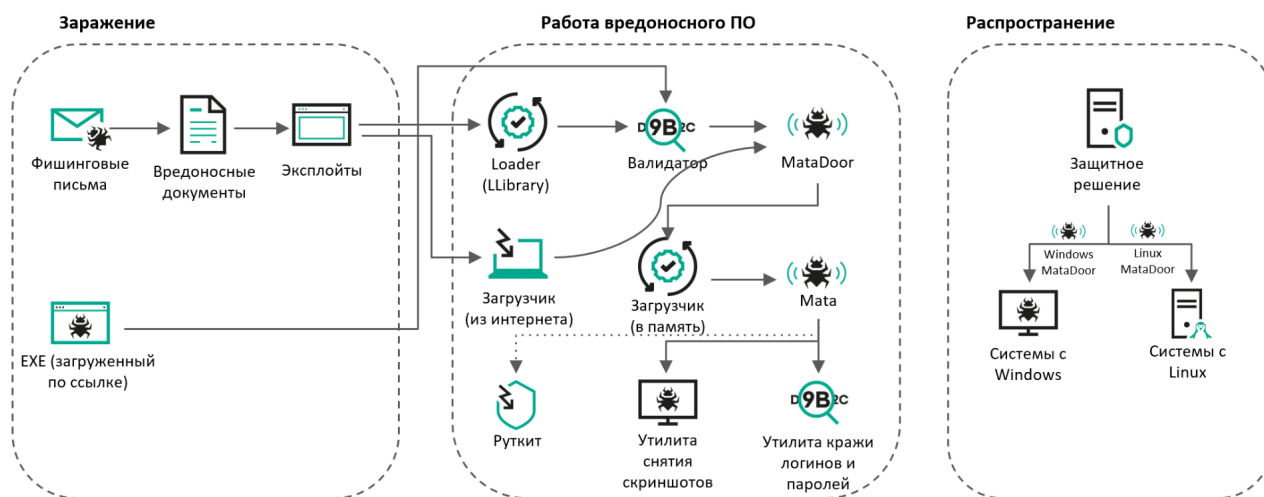 Заражение
Фишинговые
письма
Вредоносные
документы
Эксплойты
EXE (загруженный
по ссылке)
Работа вредоносного ПО
Loader
(LLibrary)
D9B2C
Валидатор
MataDoor
Загрузчик
(из интернета)
Загрузчик
(в память)
Mata
Руткит
Утилита
снятия
скриншотов
D9B2C
Утилита кражи
логинов и
паролей
Распространение
Защитное
решение
Windows
MataDoor
Linux
MataDoor
Системы с
Windows
Системы с
Linux